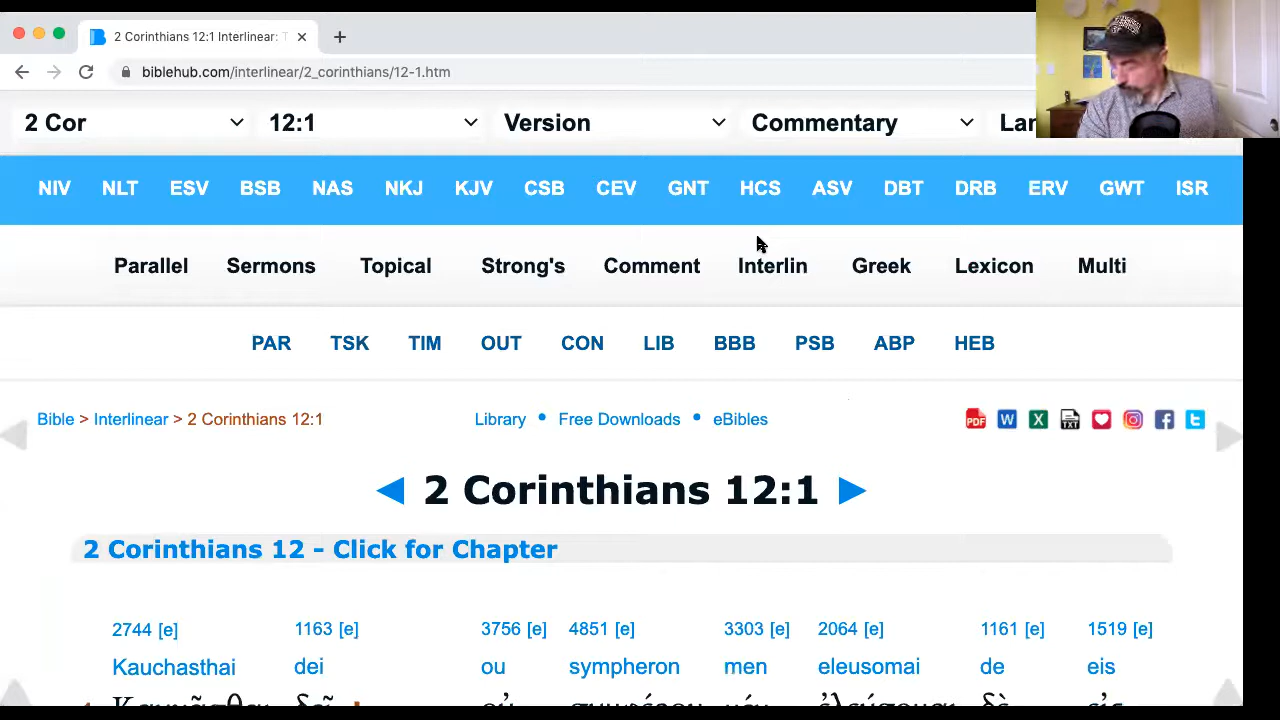 2 Corinthians 12:1 Interlinear:
biblehub.com/interlinear/2_corinthians/12-1.htm
2 Cor 12:1 Version Commentary
NIV NLT ESV BSB NAS NKJ KJV CSB CEV GNT HCS ASV DBT DRB ERV GWT ISR
Parallel Sermons Topical Strong's Comment Interlin Greek Lexicon Multi
PAR TSK TIM OUT CON LIB BBB PSB ABP HEB
Bible > Interlinear > 2 Corinthians 12:1 Library • Free Downloads • eBibles PDF W X TXT
2 Corinthians 12:1
2 Corinthians 12 - Click for Chapter
2744 [e] 1163 [e] 3756 [e] 4851 [e] 3303 [e] 2064 [e] 1161 [e] 1519 [e]
Kauchasthai dei ou sympheron men eleusomai de eis